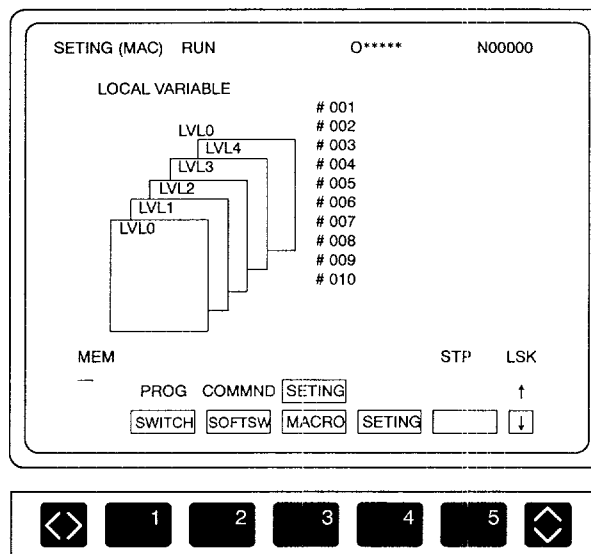 SETING (MAC) RUN O***** N00000
LOCAL VARIABLE
# 001
# 002
# 003
# 004
# 005
# 006
# 007
# 008
# 009
# 010
LVL0
LVL4
LVL3
LVL2
LVL1
LVL0
MEM STP LSK
PROG COMMND SETING ↑
SWITCH SOFTSW MACRO SETING ↓
1 2 3 4 5